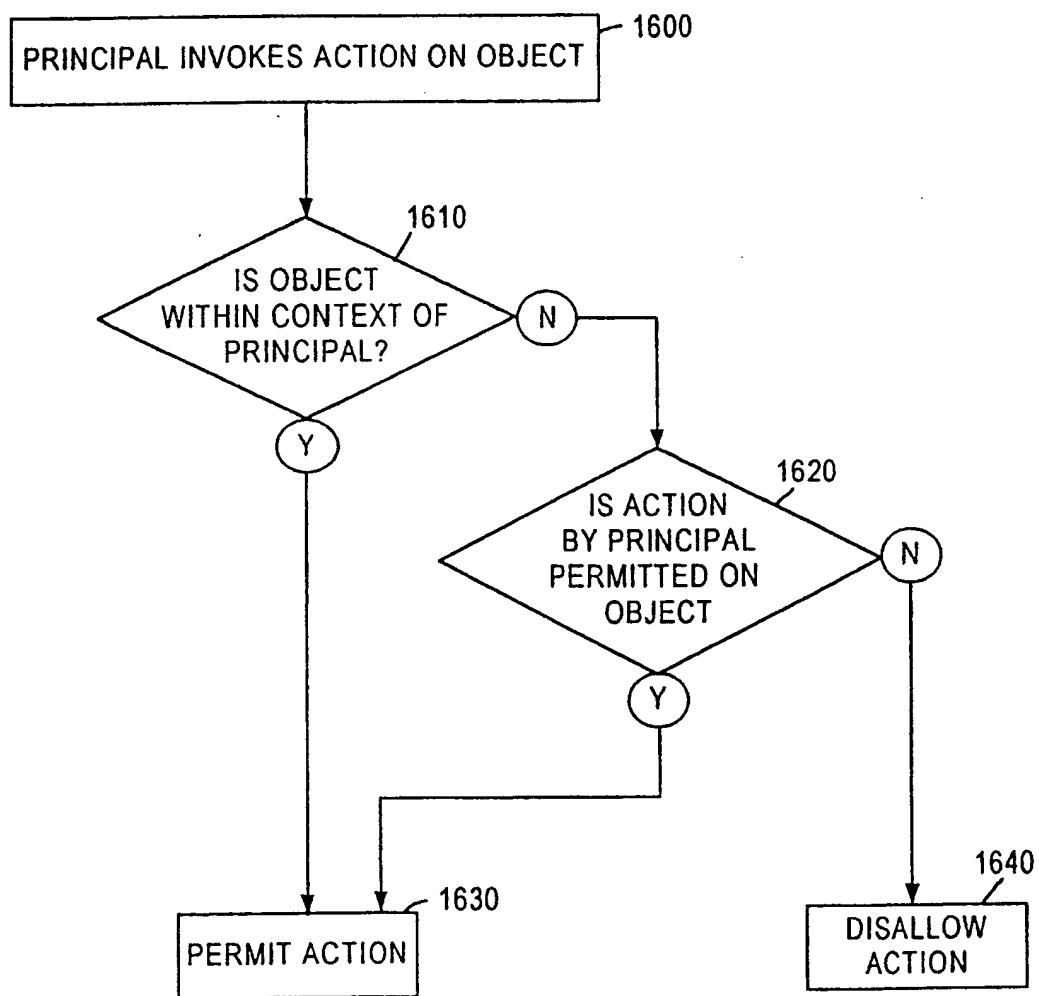 1600
PRINCIPAL INVOKES ACTION ON OBJECT
1610
IS OBJECT
WITHIN CONTEXT OF
PRINCIPAL?
N
Y
1620
IS ACTION
BY PRINCIPAL
PERMITTED ON
OBJECT
N
Y
1630
PERMIT ACTION
1640
DISALLOW
ACTION